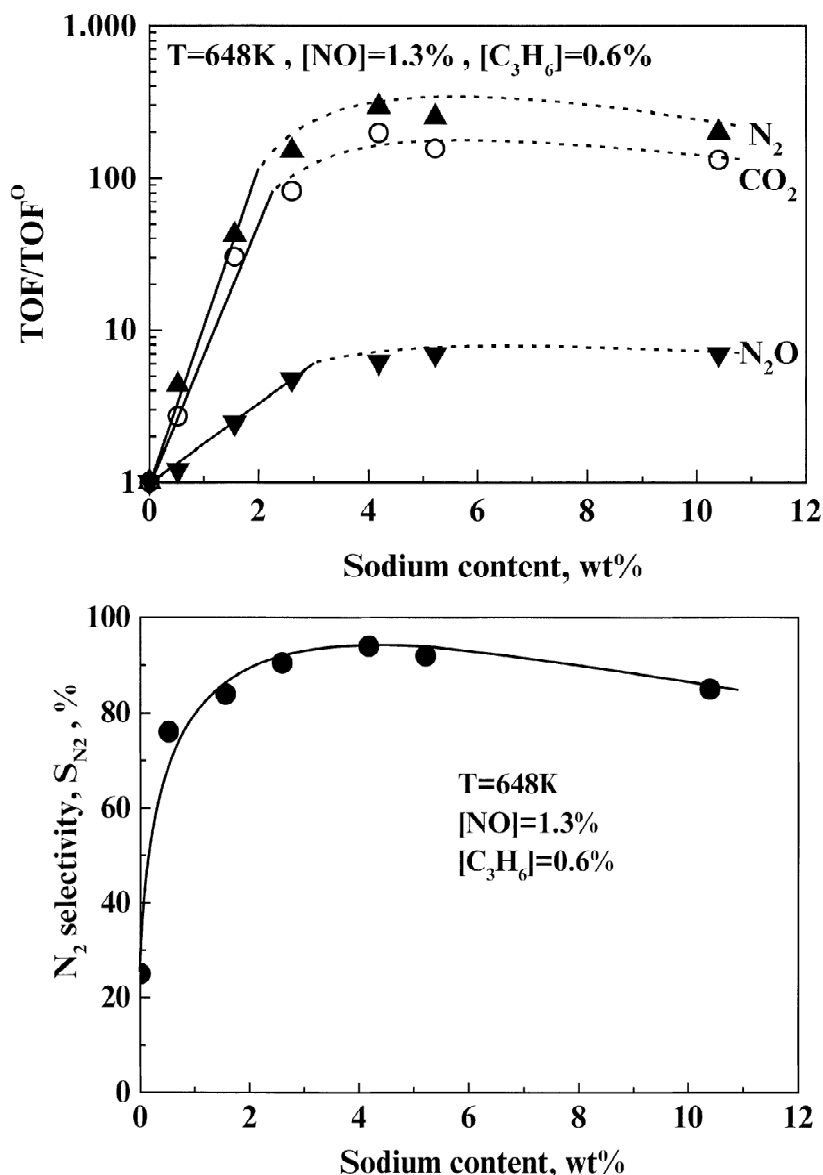 1.000
T=648K , [NO]=1.3% , [C₃H₆]=0.6%
N₂
100
CO₂
TOF/TOF⁰
10
N₂O
1
0 2 4 6 8 10 12
Sodium content, wt%
100
80
60
T=648K
[NO]=1.3%
[C₃H₆]=0.6%
N₂ selectivity, S_N2 , %
40
20
0
0 2 4 6 8 10 12
Sodium content, wt%